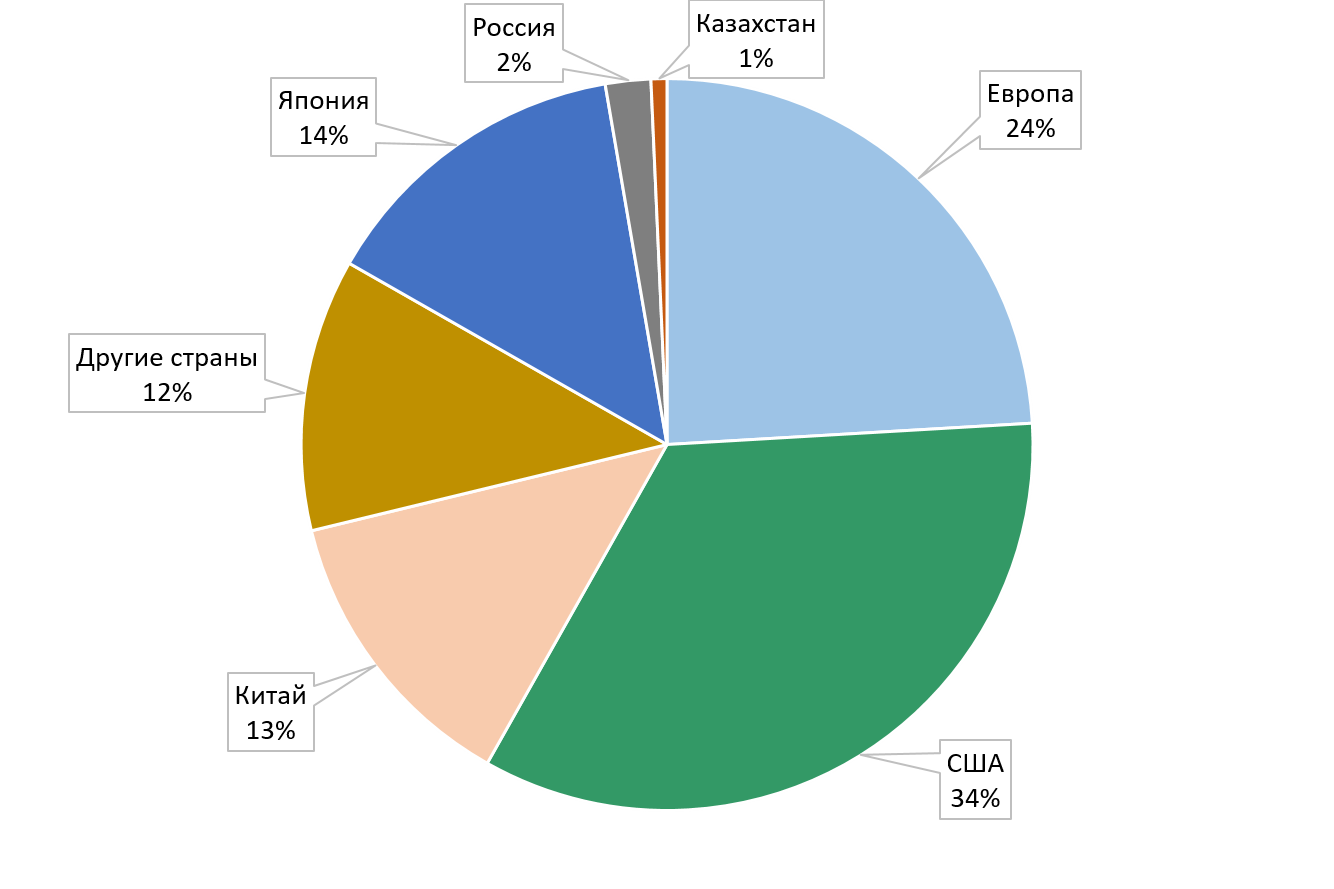 Россия
2%
Казахстан
1%
Европа
24%
Япония
14%
Другие страны
12%
Китай
13%
США
34%